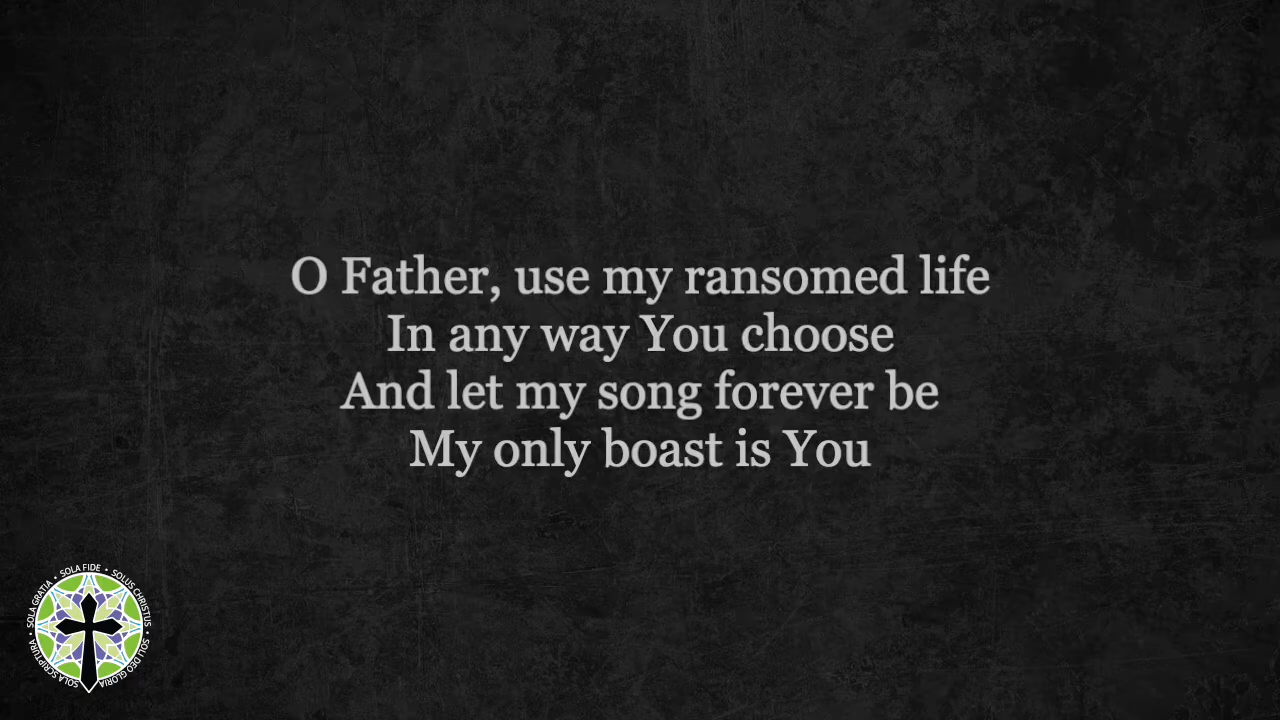 O Father, use my ransomed life
In any way You choose
And let my song forever be
My only boast is You
SOLA SCRIPTURA • SOLA GRATIA • SOLA FIDE • SOLUS CHRISTUS • SOLI DEO GLORIA